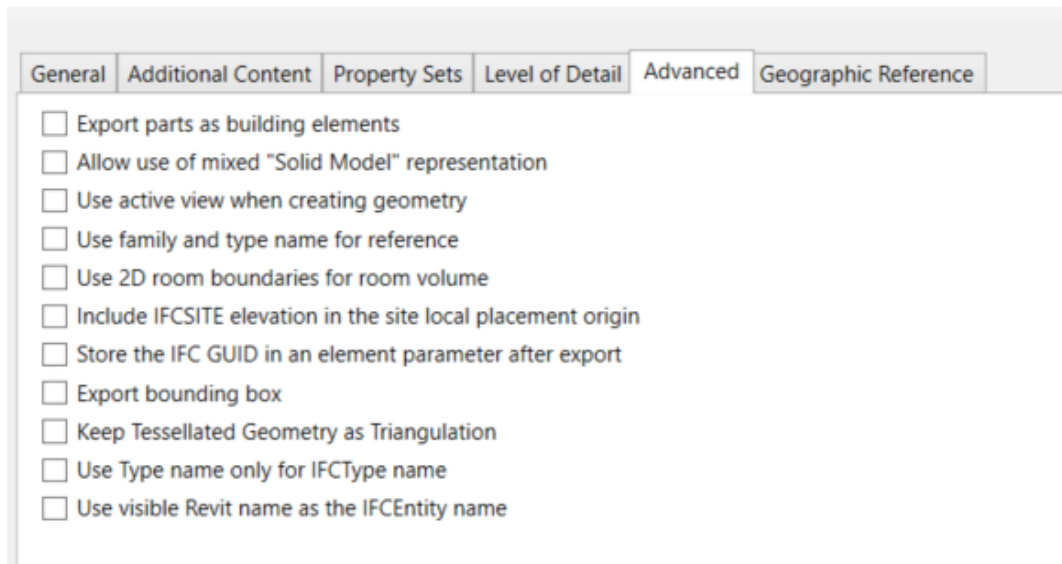 General Additional Content Property Sets Level of Detail Advanced Geographic Reference
Export parts as building elements
Allow use of mixed "Solid Model" representation
Use active view when creating geometry
Use family and type name for reference
Use 2D room boundaries for room volume
Include IFCSITE elevation in the site local placement origin
Store the IFC GUID in an element parameter after export
Export bounding box
Keep Tessellated Geometry as Triangulation
Use Type name only for IFCType name
Use visible Revit name as the IFCEntity name